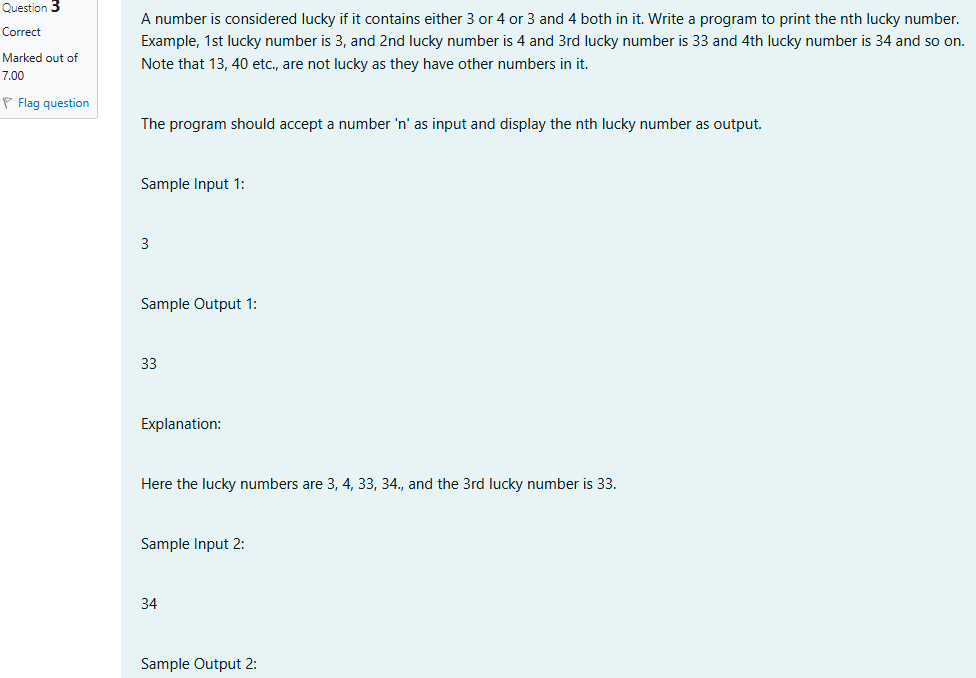 Question 3
Correct
Marked out of
7.00
Flag question
A number is considered lucky if it contains either 3 or 4 or 3 and 4 both in it. Write a program to print the nth lucky number.
Example, 1st lucky number is 3, and 2nd lucky number is 4 and 3rd lucky number is 33 and 4th lucky number is 34 and so on.
Note that 13, 40 etc., are not lucky as they have other numbers in it.
The program should accept a number 'n' as input and display the nth lucky number as output.
Sample Input 1:
3
Sample Output 1:
33
Explanation:
Here the lucky numbers are 3, 4, 33, 34., and the 3rd lucky number is 33.
Sample Input 2:
34
Sample Output 2: